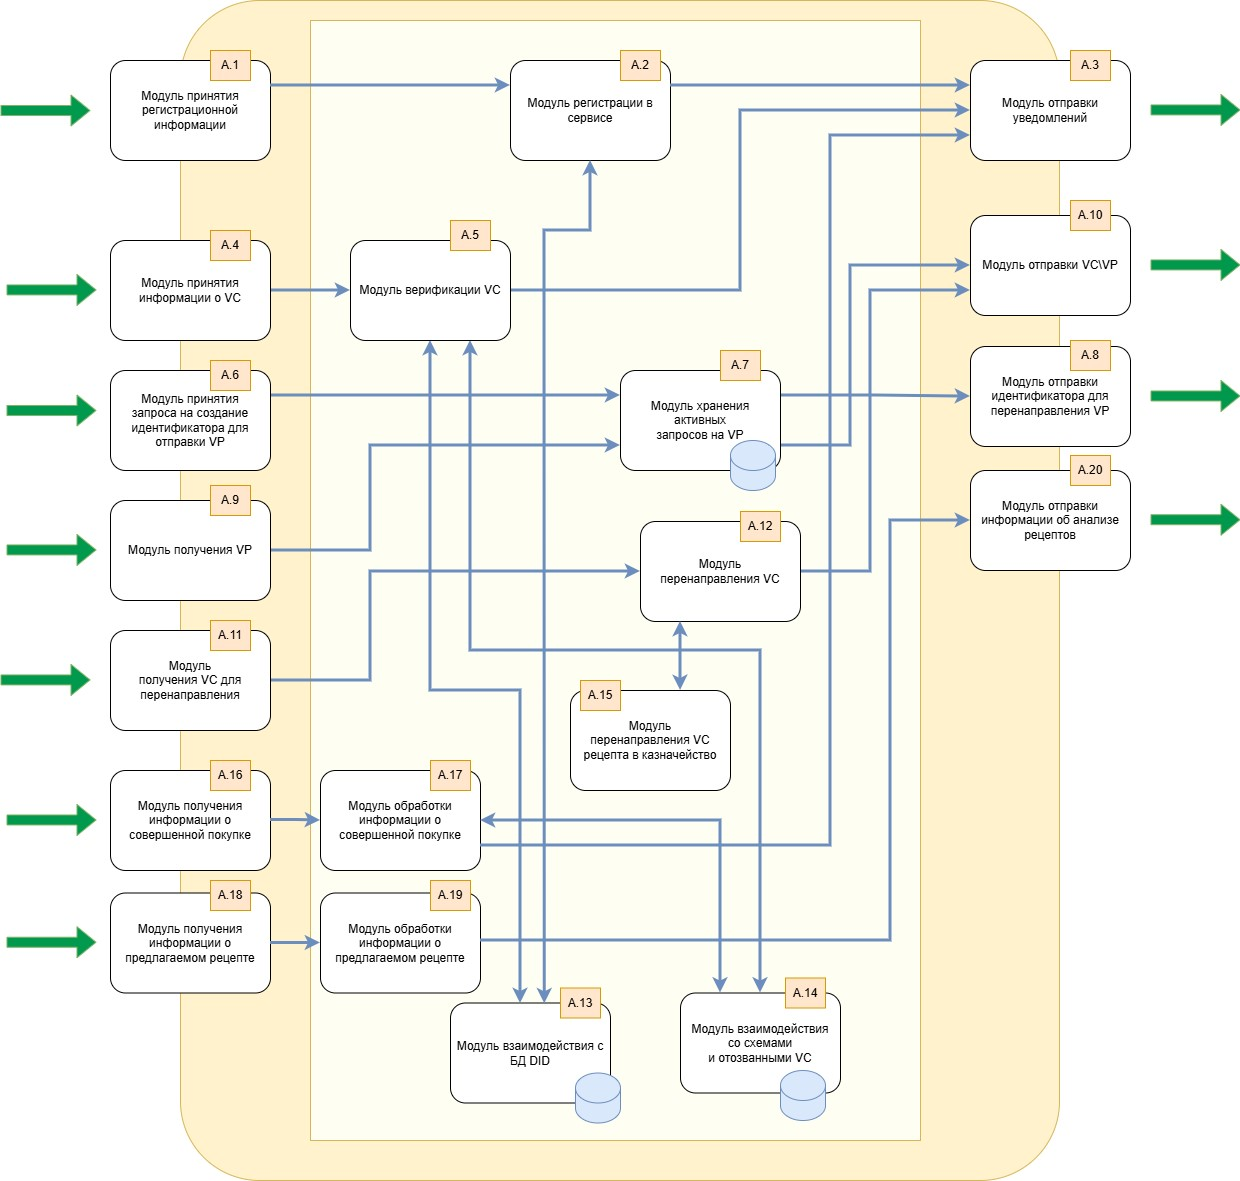 А.1
Модуль принятия
регистрационной
информации
А.2
Модуль регистрации в
сервисе
А.3
Модуль отправки
уведомлений
А.4
Модуль принятия
информации о VC
А.5
Модуль верификации VC
А.10
Модуль отправки VC\VP
А.6
Модуль принятия
запроса на создание
идентификатора для
отправки VP
А.7
Модуль хранения
активных
запросов на VP
А.8
Модуль отправки
идентификатора для
перенаправления VP
А.9
Модуль получения VP
А.12
Модуль
перенаправления VC
А.20
Модуль отправки
информации об анализе
рецептов
А.11
Модуль
получения VC для
перенаправления
А.15
Модуль
перенаправления VC
рецепта в казначейство
А.16
Модуль получения
информации о
совершенной покупке
А.17
Модуль обработки
информации о
совершенной покупке
А.18
Модуль получения
информации о
предлагаемом рецепте
А.19
Модуль обработки
информации о
предлагаемом рецепте
А.13
Модуль взаимодействия с
БД DID
А.14
Модуль взаимодействия
со схемами
и отозванными VC